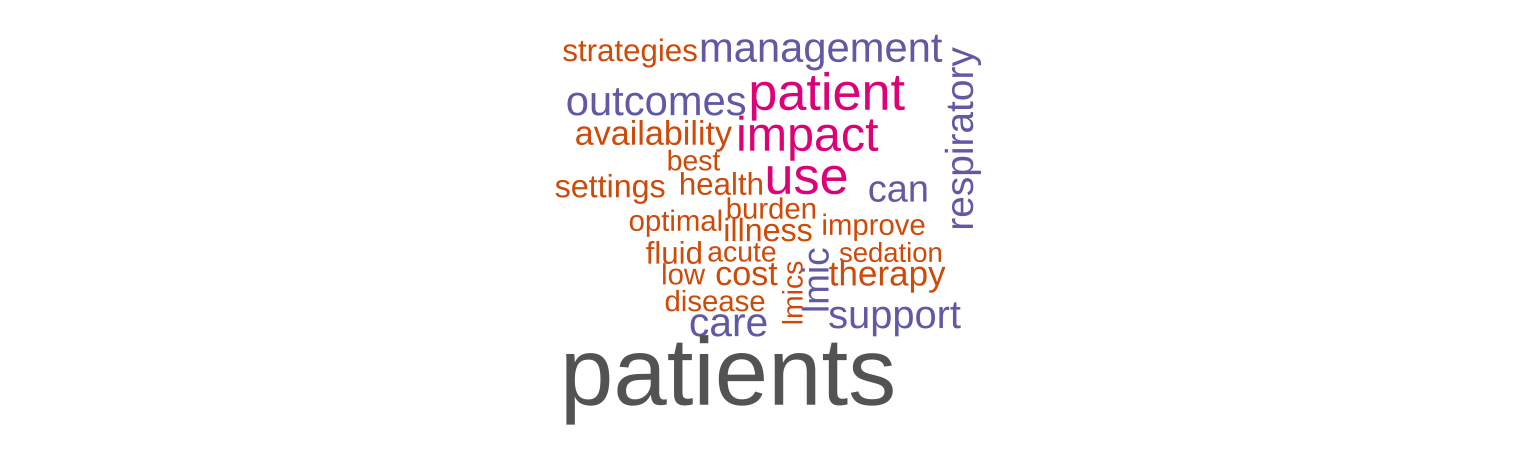 strategies management
outcomes patient
availability impact
respiratory
best
settings health use can
burden
optimal illness improve
fluid acute sedation
low cost lmics lmic therapy
disease
care support
patients